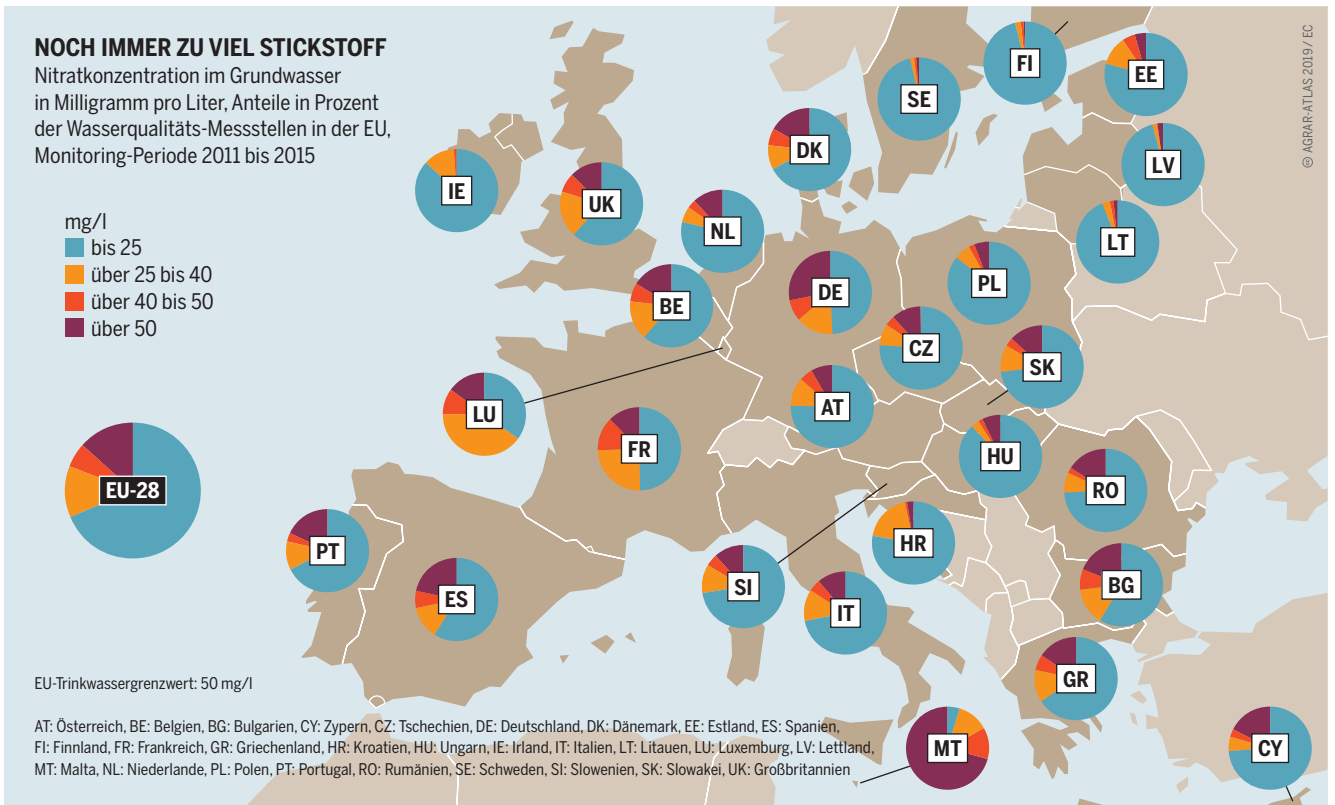 NOCH IMMER ZU VIEL STICKSTOFF
Nitratkonzentration im Grundwasser
in Milligramm pro Liter, Anteile in Prozent
der Wasserqualitäts-Messstellen in der EU,
Monitoring-Periode 2011 bis 2015
mg/l
bis 25
über 25 bis 40
über 40 bis 50
über 50
FI
EE
SE
DK
LV
IE
UK
NL
LT
BE
DE
PL
CZ
SK
LU
AT
FR
HU
EU-28
RO
PT
HR
ES
SI
IT
BG
GR
MT
CY
EU-Trinkwassergrenzwert: 50 mg/l
AT: Österreich, BE: Belgien, BG: Bulgarien, CY: Zypern, CZ: Tschechien, DE: Deutschland, DK: Dänemark, EE: Estland, ES: Spanien,
FI: Finnland, FR: Frankreich, GR: Griechenland, HR: Kroatien, HU: Ungarn, IE: Irland, IT: Italien, LT: Litauen, LU: Luxemburg, LV: Lettland,
MT: Malta, NL: Niederlande, PL: Polen, PT: Portugal, RO: Rumänien, SE: Schweden, SI: Slowenien, SK: Slowakei, UK: Großbritannien
AGRAR-ATLAS 2019 / EC